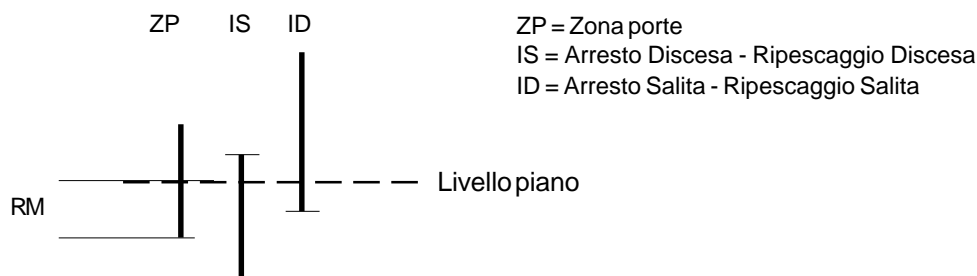 ZP IS ID
ZP = Zona porte
IS = Arresto Discesa - Ripescaggio Discesa
ID = Arresto Salita - Ripescaggio Salita
Livello piano
RM